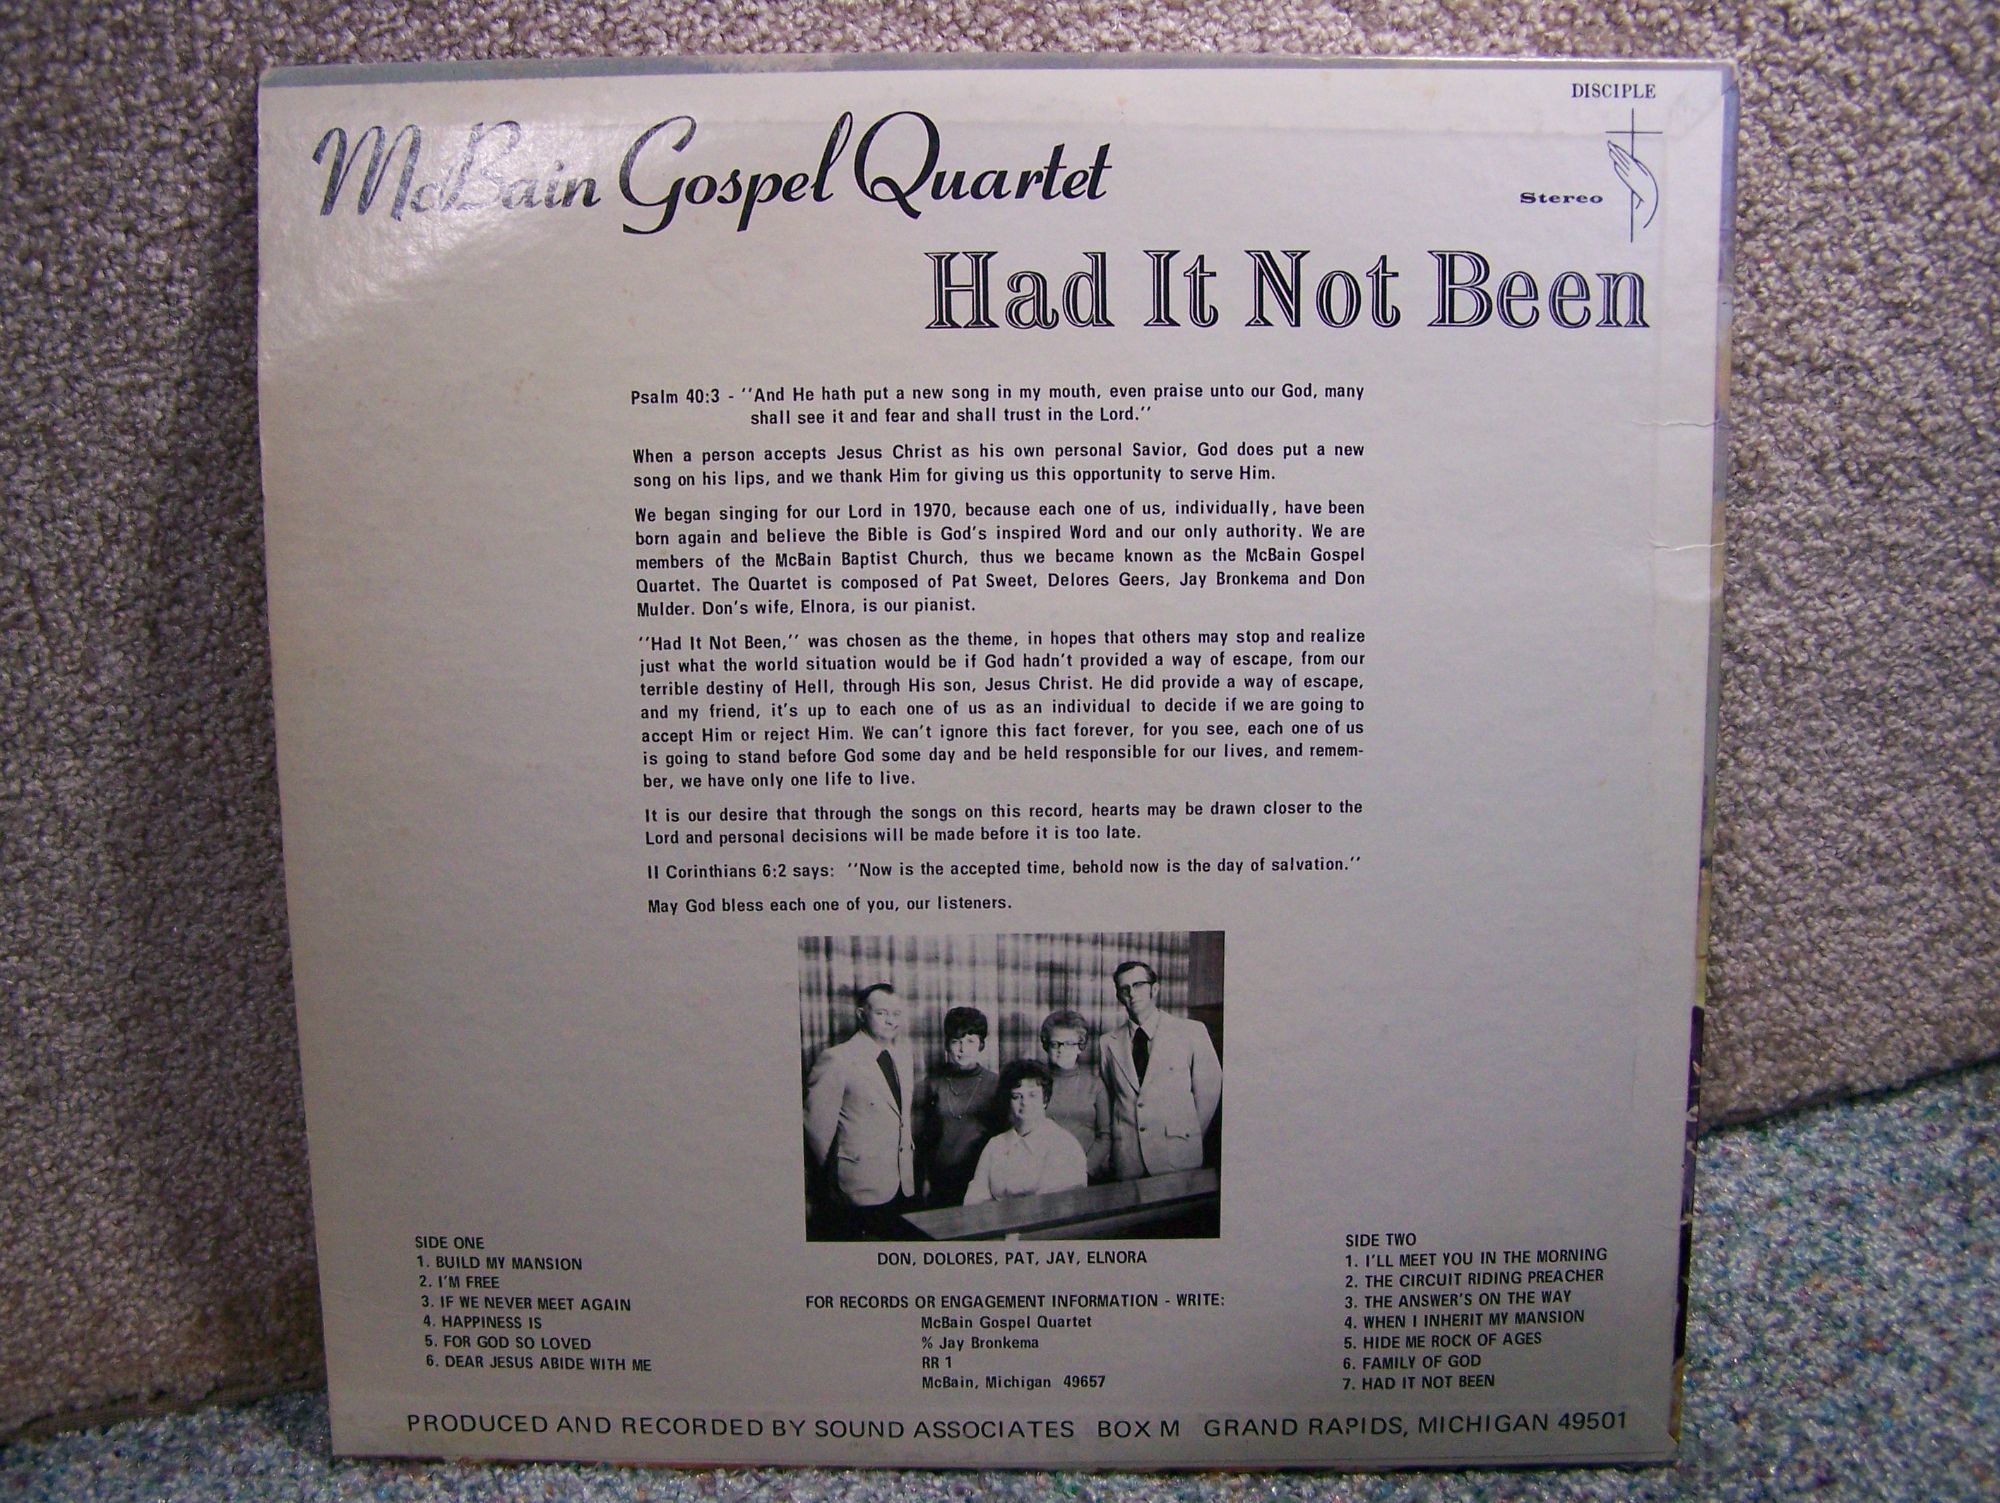 DISCIPLE
McBain Gospel Quartet
Stereo
Had It Not Been
Psalm 40:3 - ''And He hath put a new song in my mouth, even praise unto our God, many
shall see it and fear and shall trust in the Lord.''
When a person accepts Jesus Christ as his own personal Savior, God does put a new
song on his lips, and we thank Him for giving us this opportunity to serve Him.
We began singing for our Lord in 1970, because each one of us, individually, have been
born again and believe the Bible is God's inspired Word and our only authority. We are
members of the McBain Baptist Church, thus we became known as the McBain Gospel
Quartet. The Quartet is composed of Pat Sweet, Delores Geers, Jay Bronkema and Don
Mulder. Don's wife, Elnora, is our pianist.
''Had It Not Been,'' was chosen as the theme, in hopes that others may stop and realize
just what the world situation would be if God hadn't provided a way of escape, from our
terrible destiny of Hell, through His son, Jesus Christ. He did provide a way of escape,
and my friend, it's up to each one of us as an individual to decide if we are going to
accept Him or reject Him. We can't ignore this fact forever, for you see, each one of us
is going to stand before God some day and be held responsible for our lives, and remem-
ber, we have only one life to live.
It is our desire that through the songs on this record, hearts may be drawn closer to the
Lord and personal decisions will be made before it is too late.
II Corinthians 6:2 says: ''Now is the accepted time, behold now is the day of salvation.''
May God bless each one of you, our listeners.
DON, DOLORES, PAT, JAY, ELNORA
SIDE ONE
1. BUILD MY MANSION
2. I'M FREE
3. IF WE NEVER MEET AGAIN
4. HAPPINESS IS
5. FOR GOD SO LOVED
6. DEAR JESUS ABIDE WITH ME
FOR RECORDS OR ENGAGEMENT INFORMATION - WRITE:
McBain Gospel Quartet
% Jay Bronkema
RR 1
McBain, Michigan 49657
SIDE TWO
1. I'LL MEET YOU IN THE MORNING
2. THE CIRCUIT RIDING PREACHER
3. THE ANSWER'S ON THE WAY
4. WHEN I INHERIT MY MANSION
5. HIDE ME ROCK OF AGES
6. FAMILY OF GOD
7. HAD IT NOT BEEN
PRODUCED AND RECORDED BY SOUND ASSOCIATES BOX M GRAND RAPIDS, MICHIGAN 49501